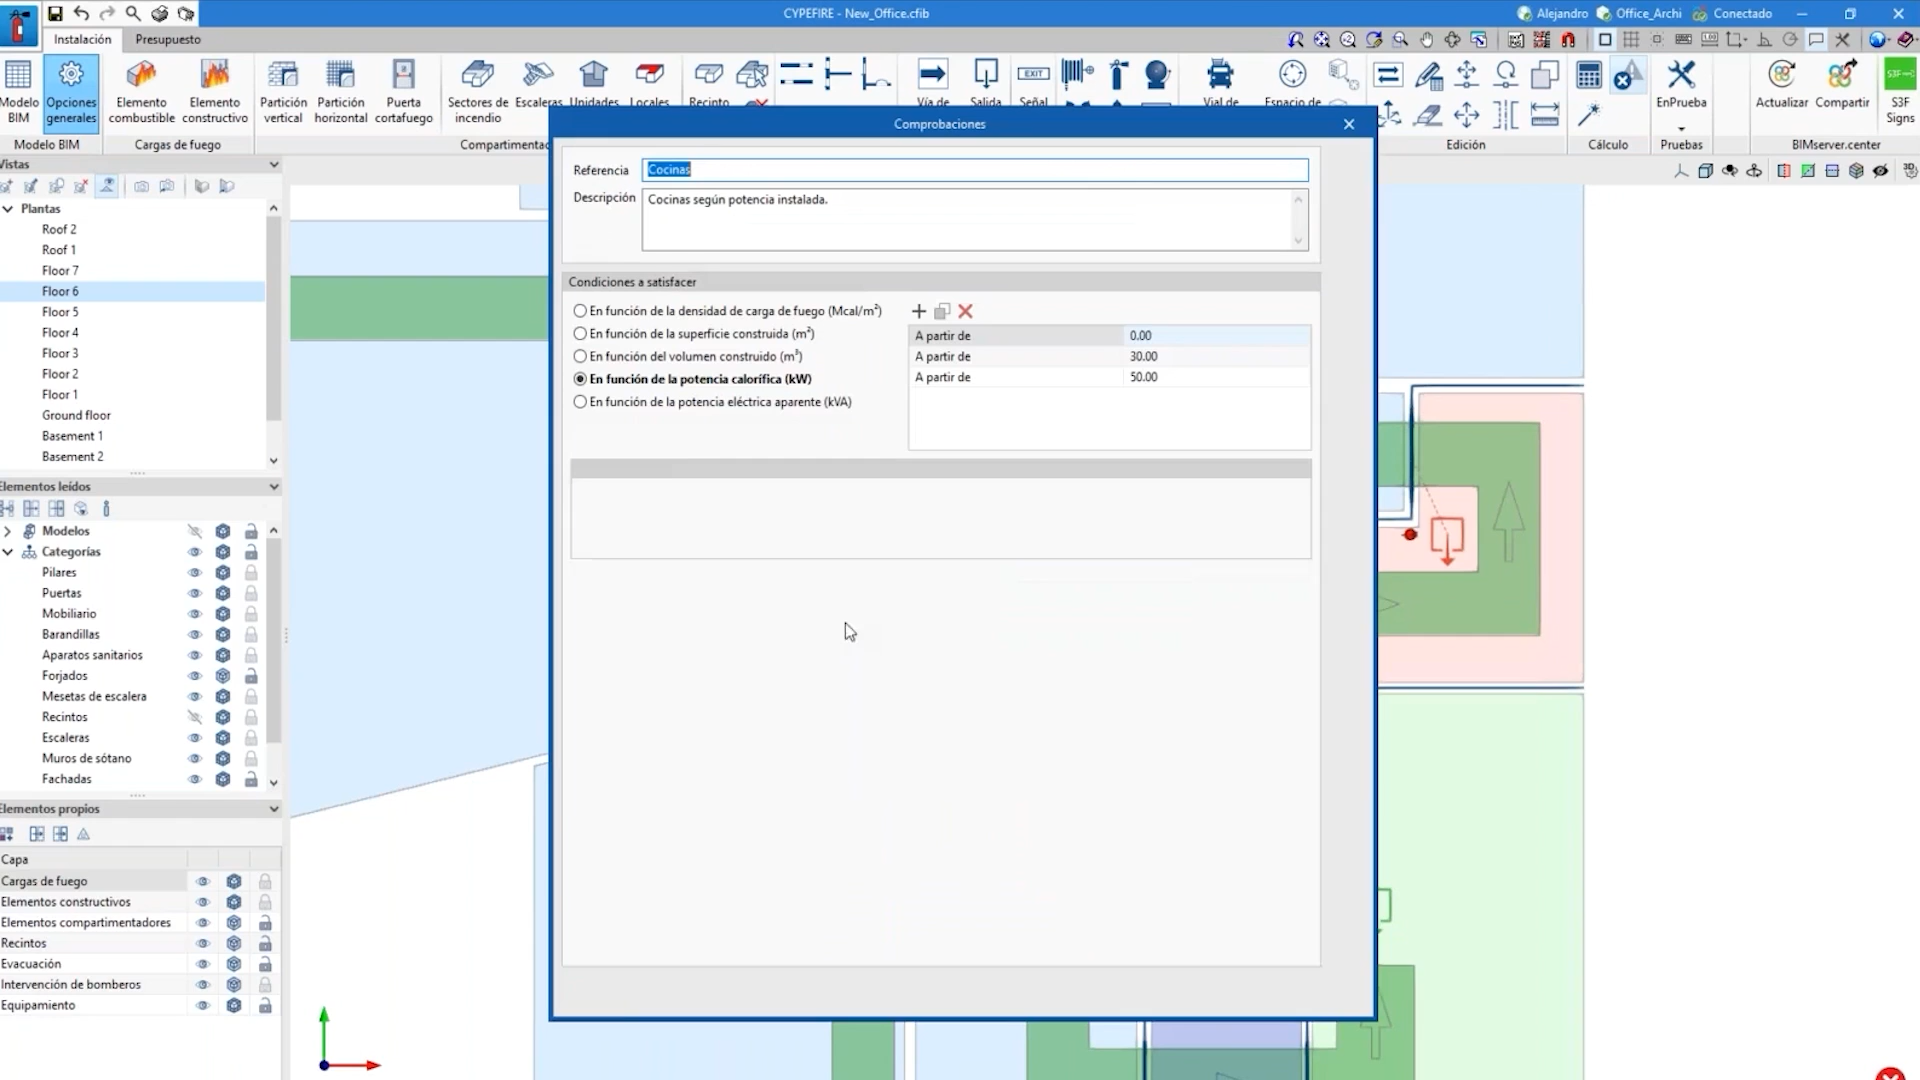 CYPEFIRE - New_Office.cfib
Alejandro
Office_Archi
Conectado
Instalación
Presupuesto
Modelo BIM
Opciones generales
Elemento combustible
Elemento constructivo
Partición vertical
Partición horizontal
Puerta cortafuego
Sectores de incendio
Escaleras
Unidades
Locales
Recinto
Vía de
Salida
EXIT
Señal
Vial de
Espacio de
EnPrueba
Actualizar
Compartir
S3F Signs
Modelo BIM
Cargas de fuego
Edición
Cálculo
Pruebas
BIMserver.center
Comprobaciones
Referencia
Cocinas
Descripción
Cocinas según potencia instalada.
Condiciones a satisfacer
En función de la densidad de carga de fuego (Mcal/m²)
En función de la superficie construida (m²)
En función del volumen construido (m³)
En función de la potencia calorífica (kW)
En función de la potencia eléctrica aparente (kVA)
A partir de 0.00
A partir de 30.00
A partir de 50.00
Vistas
Plantas
Roof 2
Roof 1
Floor 7
Floor 6
Floor 5
Floor 4
Floor 3
Floor 2
Floor 1
Ground floor
Basement 1
Basement 2
Elementos leídos
Modelos
Categorías
Pilares
Puertas
Mobiliario
Barandillas
Aparatos sanitarios
Forjados
Mesetas de escalera
Recintos
Escaleras
Muros de sótano
Fachadas
Elementos propios
Capa
Cargas de fuego
Elementos constructivos
Elementos compartimentadores
Recintos
Evacuación
Intervención de bomberos
Equipamiento